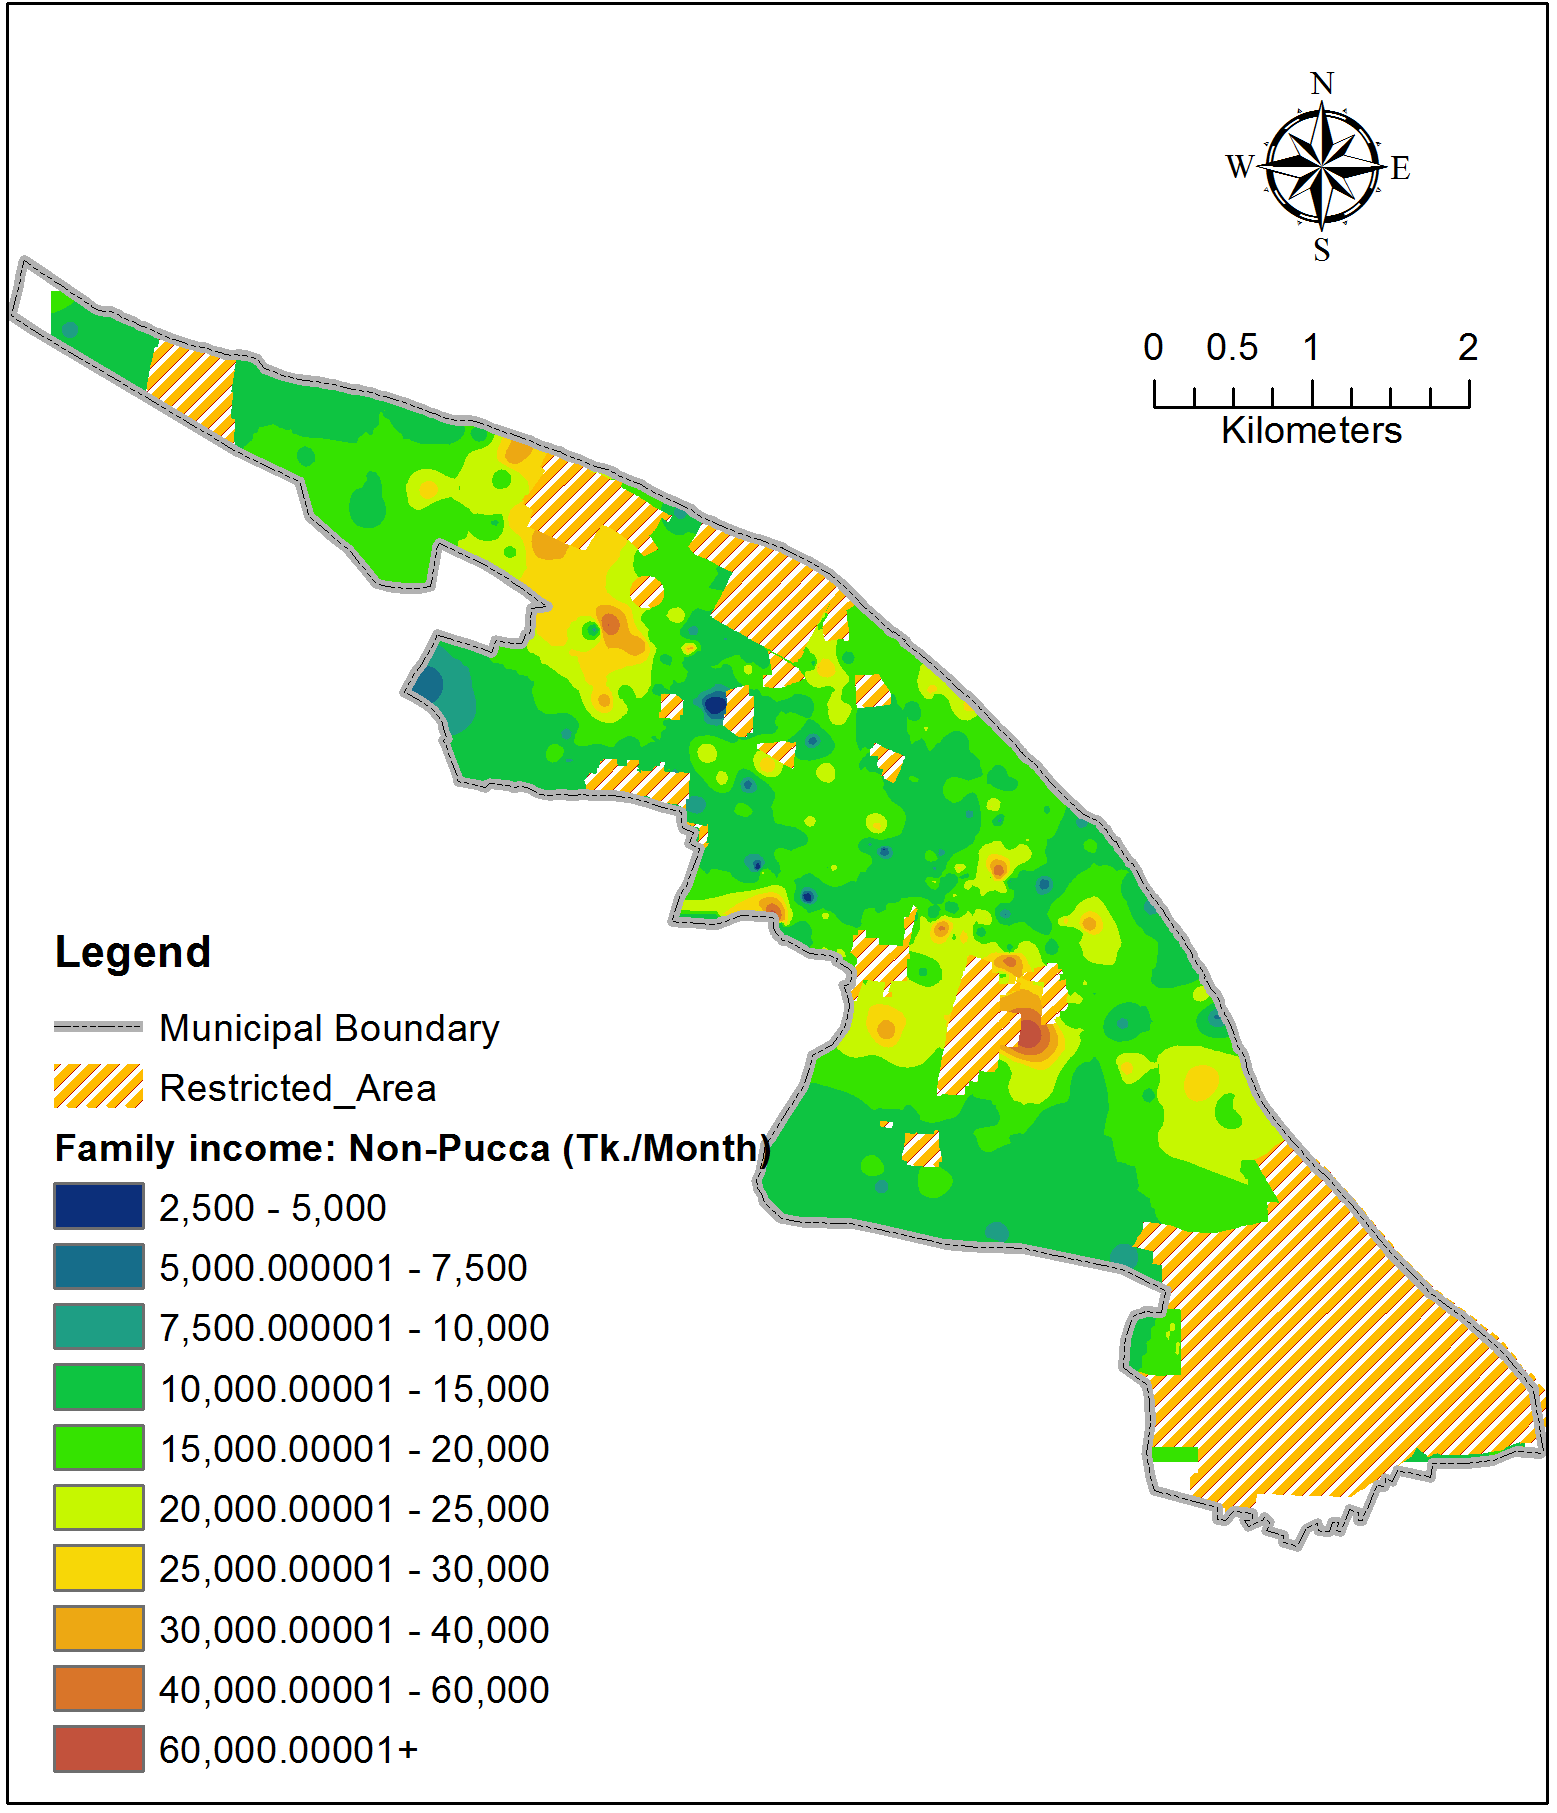 N
W E
S
0 0.5 1 2
Kilometers
Legend
Municipal Boundary
Restricted_Area
Family income: Non-Pucca (Tk./Month)
2,500 - 5,000
5,000.000001 - 7,500
7,500.000001 - 10,000
10,000.00001 - 15,000
15,000.00001 - 20,000
20,000.00001 - 25,000
25,000.00001 - 30,000
30,000.00001 - 40,000
40,000.00001 - 60,000
60,000.00001+